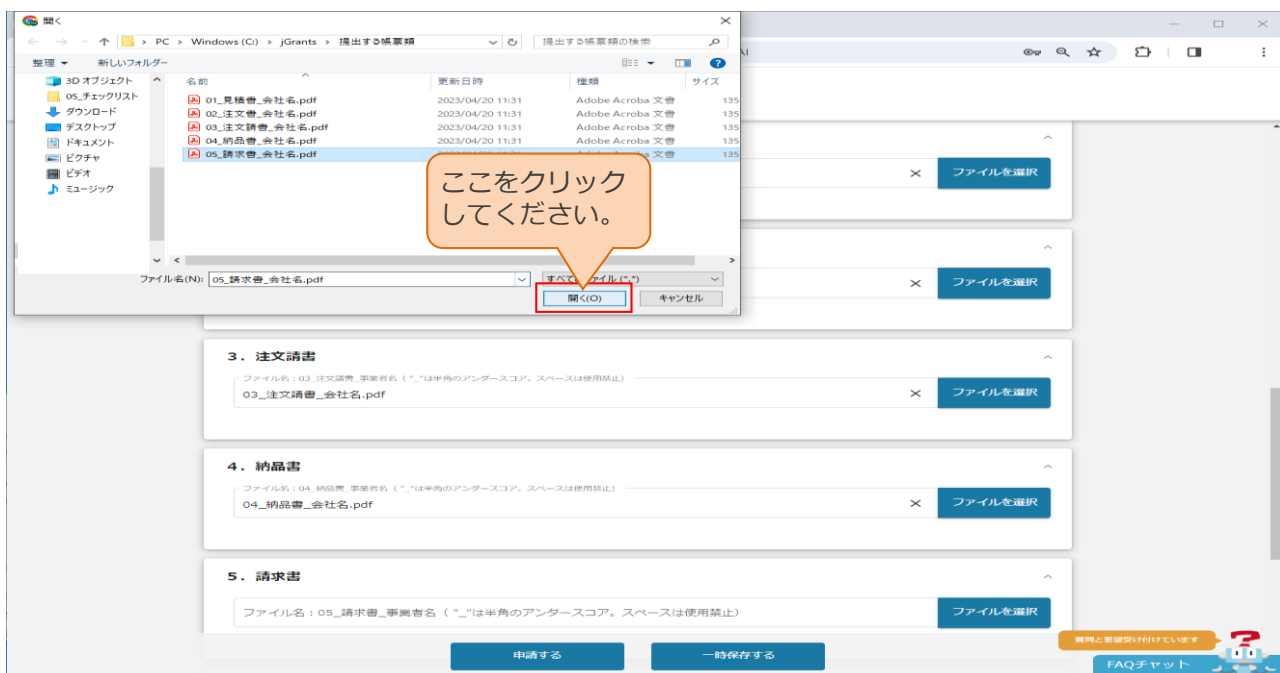 開く
PC > Windows (C:) > jGrants > 提出する帳票類
提出する帳票類の検索
整理
新しいフォルダー
3D オブジェクト
05_チェックリスト
ダウンロード
デスクトップ
ドキュメント
ピクチャ
ビデオ
ミュージック
名前 更新日時 種類 サイズ
01_見積書_会社名.pdf 2023/04/20 11:31 Adobe Acroba 文書 135
02_注文書_会社名.pdf 2023/04/20 11:31 Adobe Acroba 文書 135
03_注文請書_会社名.pdf 2023/04/20 11:31 Adobe Acroba 文書 135
04_納品書_会社名.pdf 2023/04/20 11:31 Adobe Acroba 文書 135
05_請求書_会社名.pdf 135
ここをクリック
してください。
ファイル名(N): 05_請求書_会社名.pdf
開く(O) キャンセル
ファイルを選択
ファイルを選択
3. 注文請書
ファイル名:03_注文請書_事業者名("_"は半角のアンダースコア。スペースは使用禁止)
03_注文請書_会社名.pdf
ファイルを選択
4. 納品書
ファイル名:04_納品書_事業者名("_"は半角のアンダースコア。スペースは使用禁止)
04_納品書_会社名.pdf
ファイルを選択
5. 請求書
ファイル名:05_請求書_事業者名("_"は半角のアンダースコア。スペースは使用禁止)
ファイルを選択
申請する
一時保存する
質問と要望受け付けています
FAQチャット